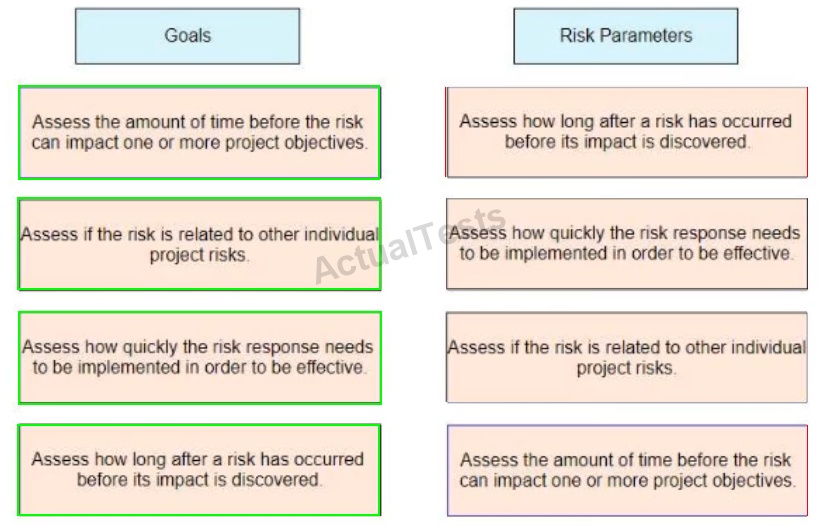 Goals
Risk Parameters
Assess the amount of time before the risk
can impact one or more project objectives.
Assess how long after a risk has occurred
before its impact is discovered.
Assess if the risk is related to other individual
project risks.
Assess how quickly the risk response needs
to be implemented in order to be effective.
ActualTests
Assess how quickly the risk response needs
to be implemented in order to be effective.
Assess if the risk is related to other individual
project risks.
Assess how long after a risk has occurred
before its impact is discovered.
Assess the amount of time before the risk
can impact one or more project objectives.